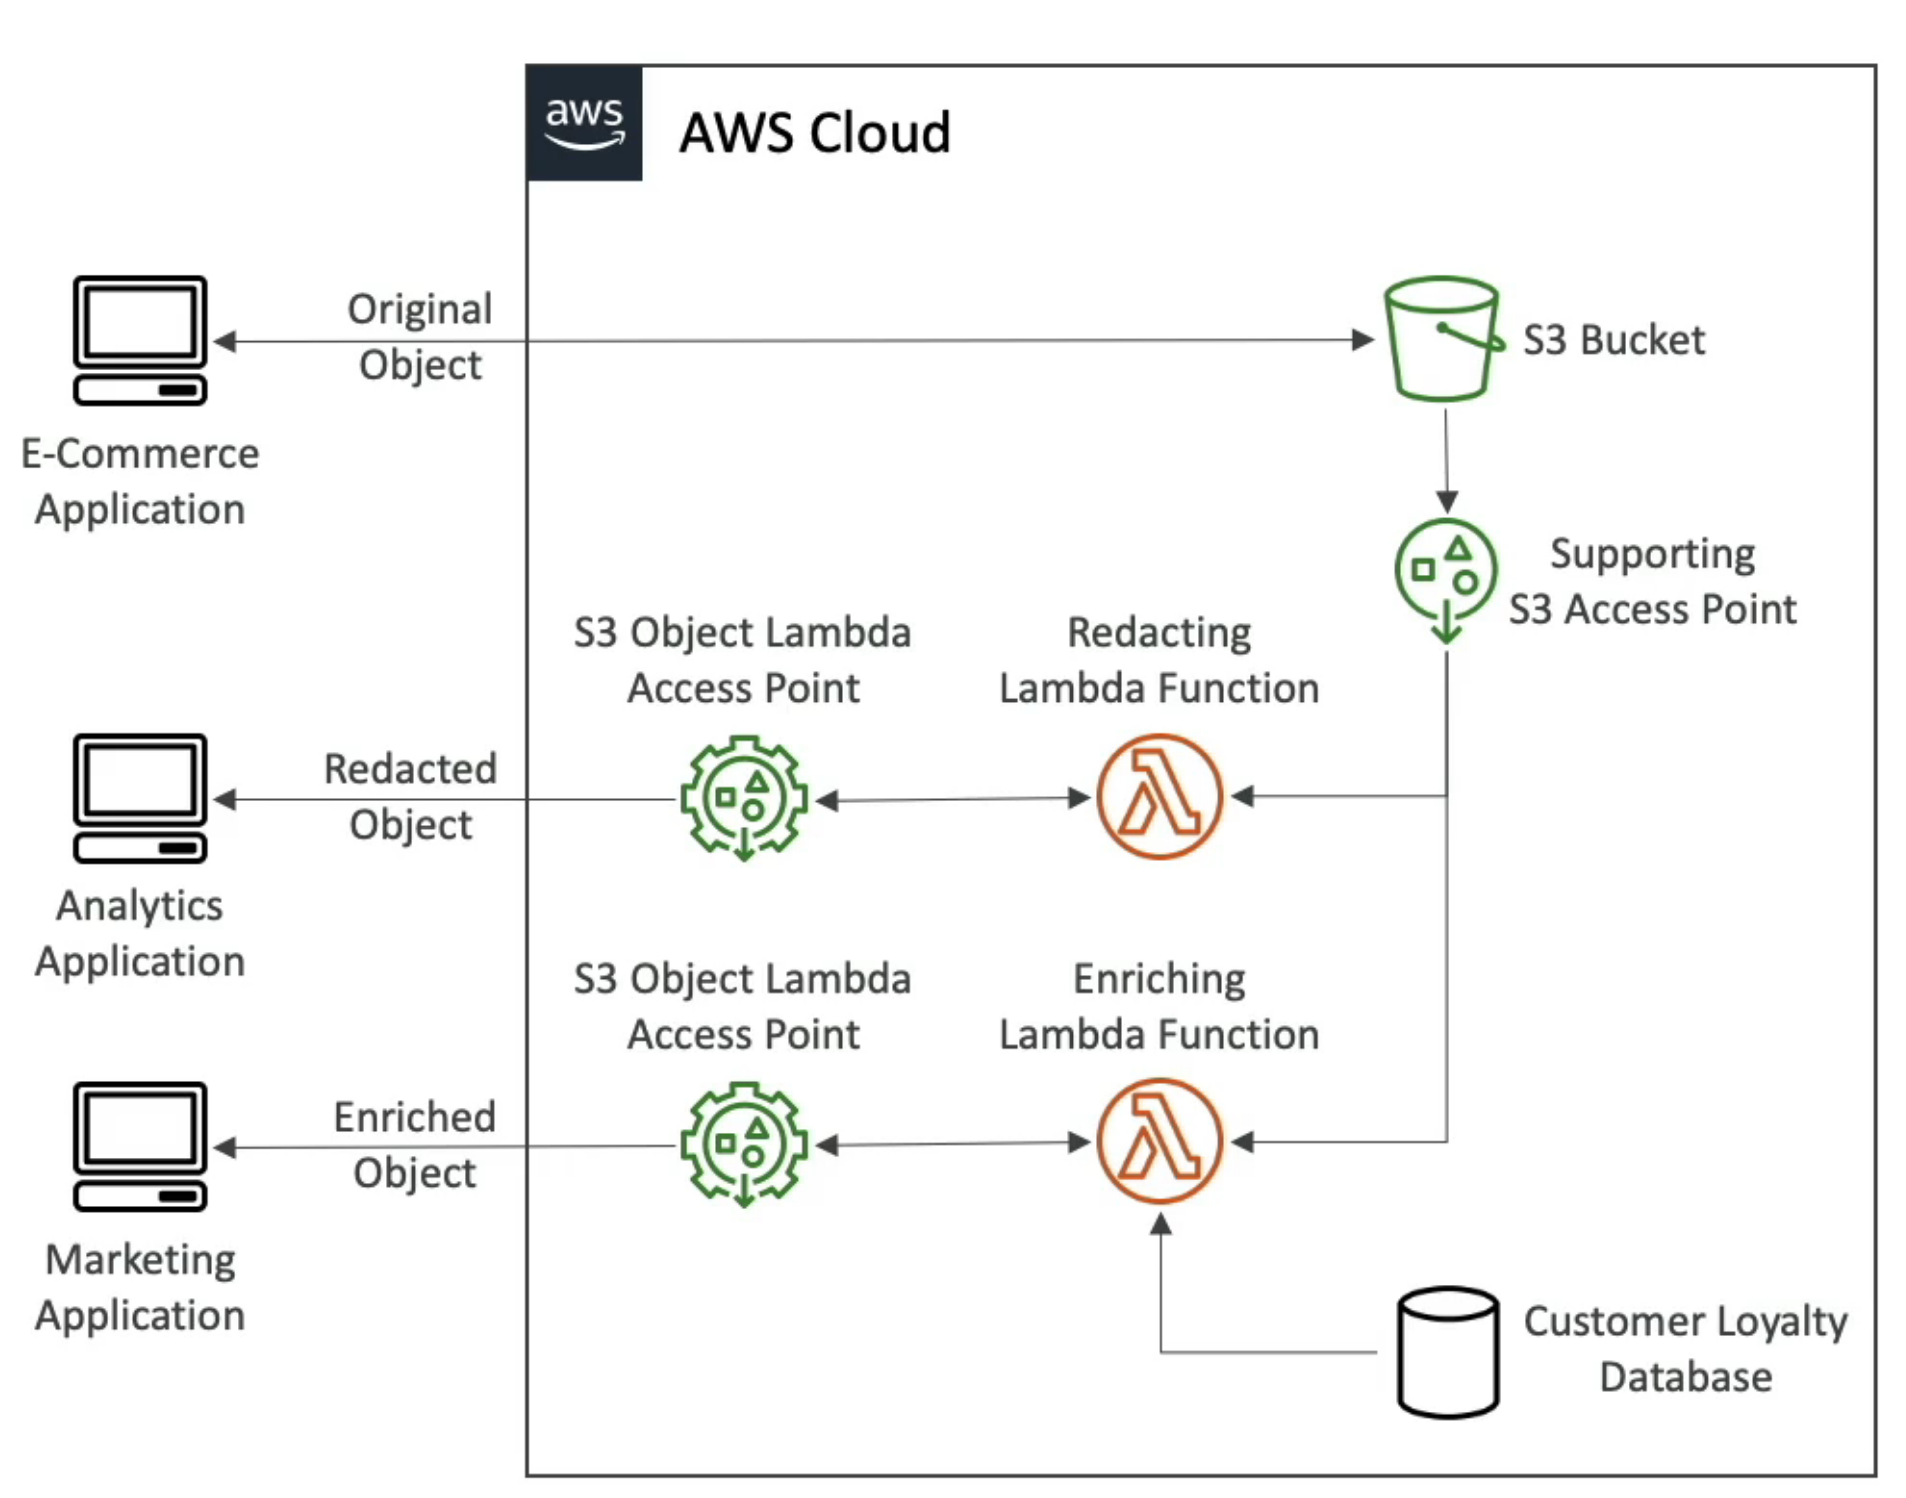 aws
AWS Cloud
Original
Object
S3 Bucket
E-Commerce
Application
Supporting
S3 Access Point
S3 Object Lambda
Access Point
Redacting
Lambda Function
Redacted
Object
Analytics
Application
S3 Object Lambda
Access Point
Enriching
Lambda Function
Enriched
Object
Marketing
Application
Customer Loyalty
Database